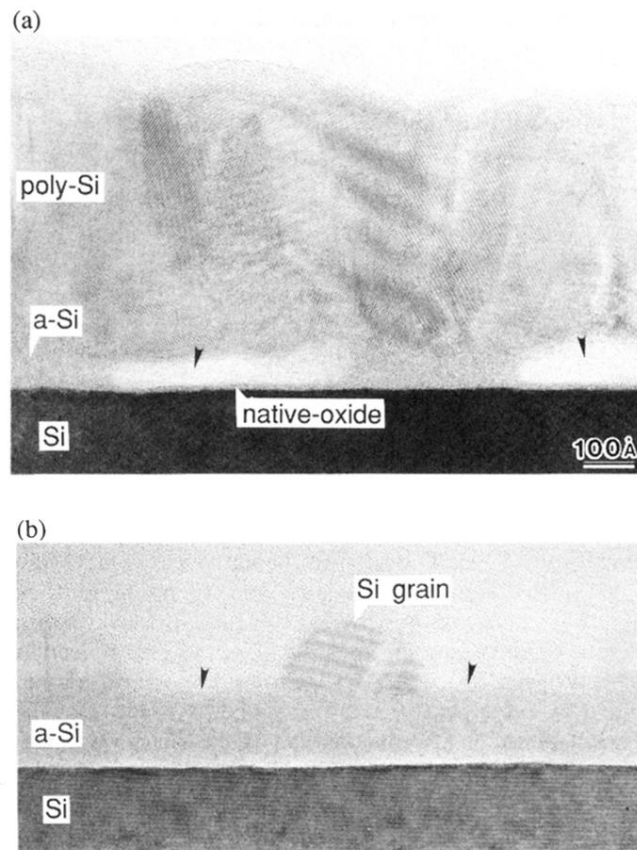 (a)
poly-Si
a-Si
native-oxide
Si
100Å
(b)
Si grain
a-Si
Si